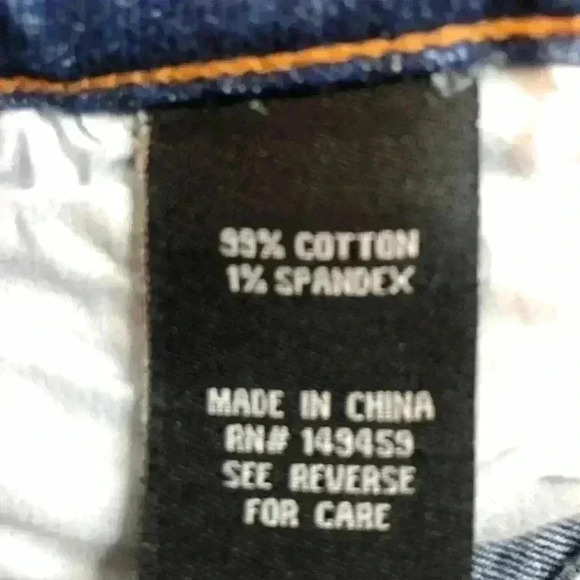 99% COTTON
1% SPANDEX
MADE IN CHINA
RN# 149459
SEE REVERSE
FOR CARE